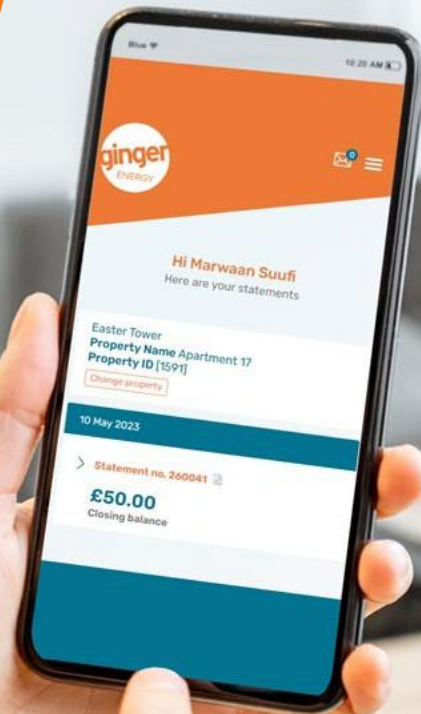 Blue
10:20 AM
ginger
ENERGY
0
Hi Marwaan Suufi
Here are your statements
Easter Tower
Property Name Apartment 17
Property ID [1591]
Change property
10 May 2023
Statement no. 260041
£50.00
Closing balance